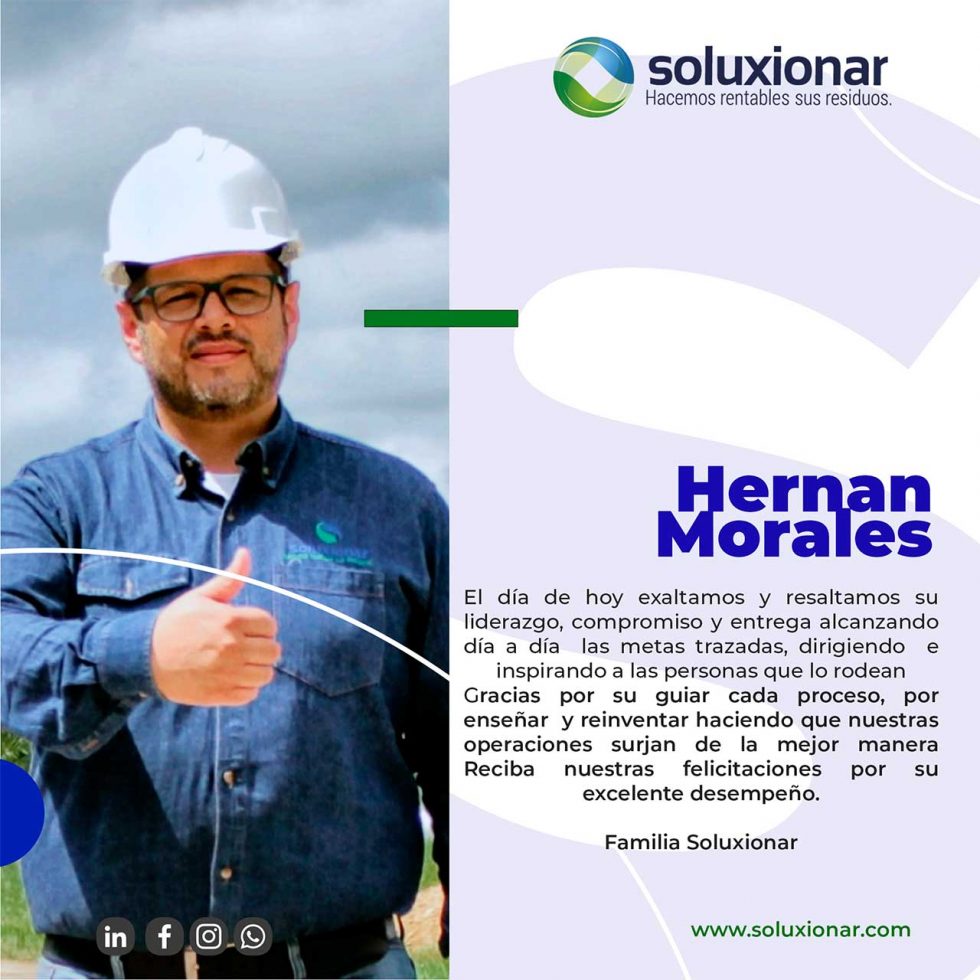 soluxionar
Hacemos rentables sus residuos.
soluxionar
Hernan
Morales
El día de hoy exaltamos y resaltamos su
liderazgo, compromiso y entrega alcanzando
día a día las metas trazadas, dirigiendo e
inspirando a las personas que lo rodean
Gracias por su guiar cada proceso, por
enseñar y reinventar haciendo que nuestras
operaciones surjan de la mejor manera
Reciba nuestras felicitaciones por su
excelente desempeño.
Familia Soluxionar
in f
www.soluxionar.com